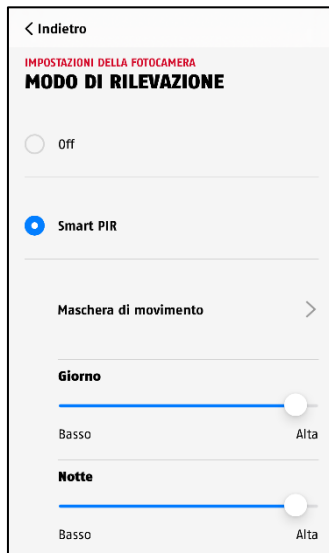 Indietro
IMPOSTAZIONI DELLA FOTOCAMERA
MODO DI RILEVAZIONE
Off
Smart PIR
Maschera di movimento
Giorno
Basso Alta
Notte
Basso Alta